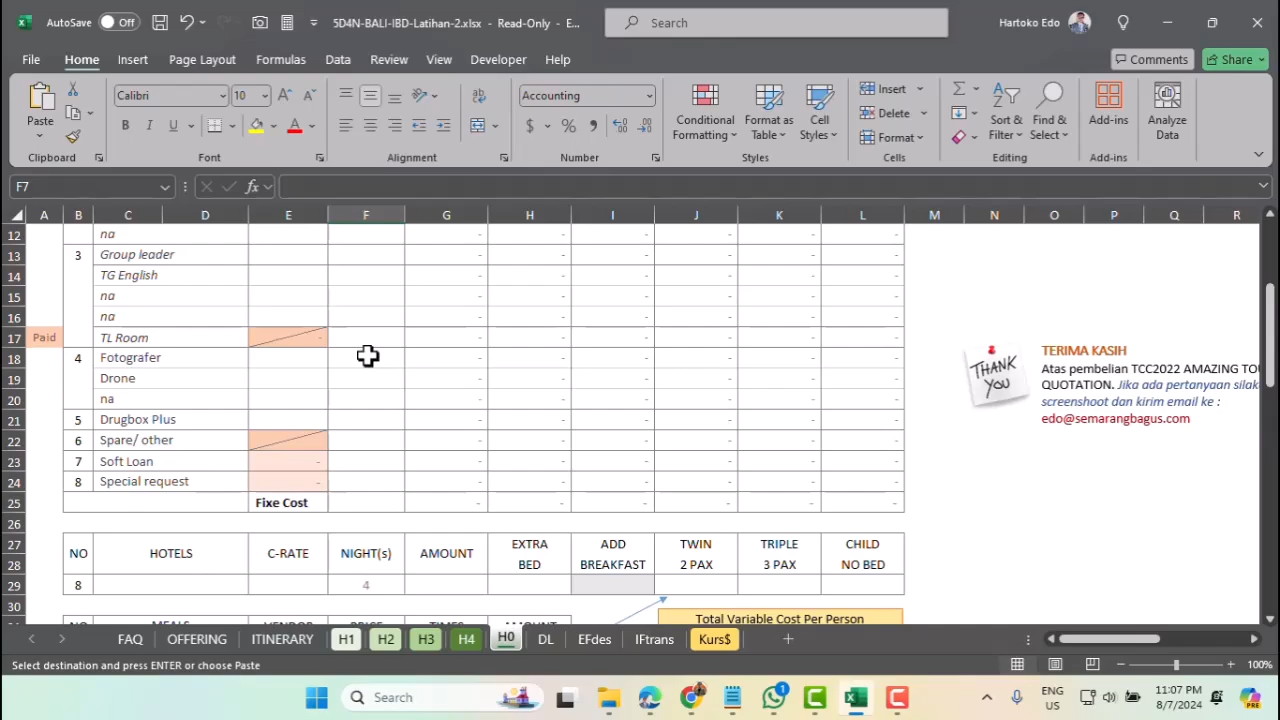 AutoSave Off 5D4N-BALI-IBD-Latihan-2.xlsx - Read-Only - E... Search Hartoko Edo
File Home Insert Page Layout Formulas Data Review View Developer Help Comments Share
Calibri 10 Accounting Insert
Paste Conditional Formatting Format as Table Cell Styles Delete Sort & Filter Find & Select Add-ins Analyze Data
B I U A $ % Format
Clipboard Font Alignment Number Styles Cells Editing Add-ins
F7 fx
A B C D E F G H I J K L M N O P Q R
12 na - - - - - -
13 3 Group leader - - - - - -
14 TG English - - - - - -
15 na - - - - - -
16 na - - - - - -
17 Paid TL Room - - - - - - -
18 4 Fotografer - - - - - -
19 Drone - - - - - -
20 na - - - - - -
21 5 Drugbox Plus - - - - - -
22 6 Spare/ other - - - - - -
23 7 Soft Loan - - - - - - -
24 8 Special request - - - - - - -
25 Fixe Cost - - - - - -
THANK YOU
TERIMA KASIH
Atas pembelian TCC2022 AMAZING TOU
QUOTATION. Jika ada pertanyaan silak
screenshoot dan kirim email ke :
edo@semarangbagus.com
26
27 NO HOTELS C-RATE NIGHT(s) AMOUNT EXTRA ADD TWIN TRIPLE CHILD
28 BED BREAKFAST 2 PAX 3 PAX NO BED
29 8 4
30
Total Variable Cost Per Person
FAQ OFFERING ITINERARY H1 H2 H3 H4 H0 DL EFdes IFtrans Kurs$
Select destination and press ENTER or choose Paste 100%
Search 1 ENG US 11:07 PM 8/7/2024 PRE